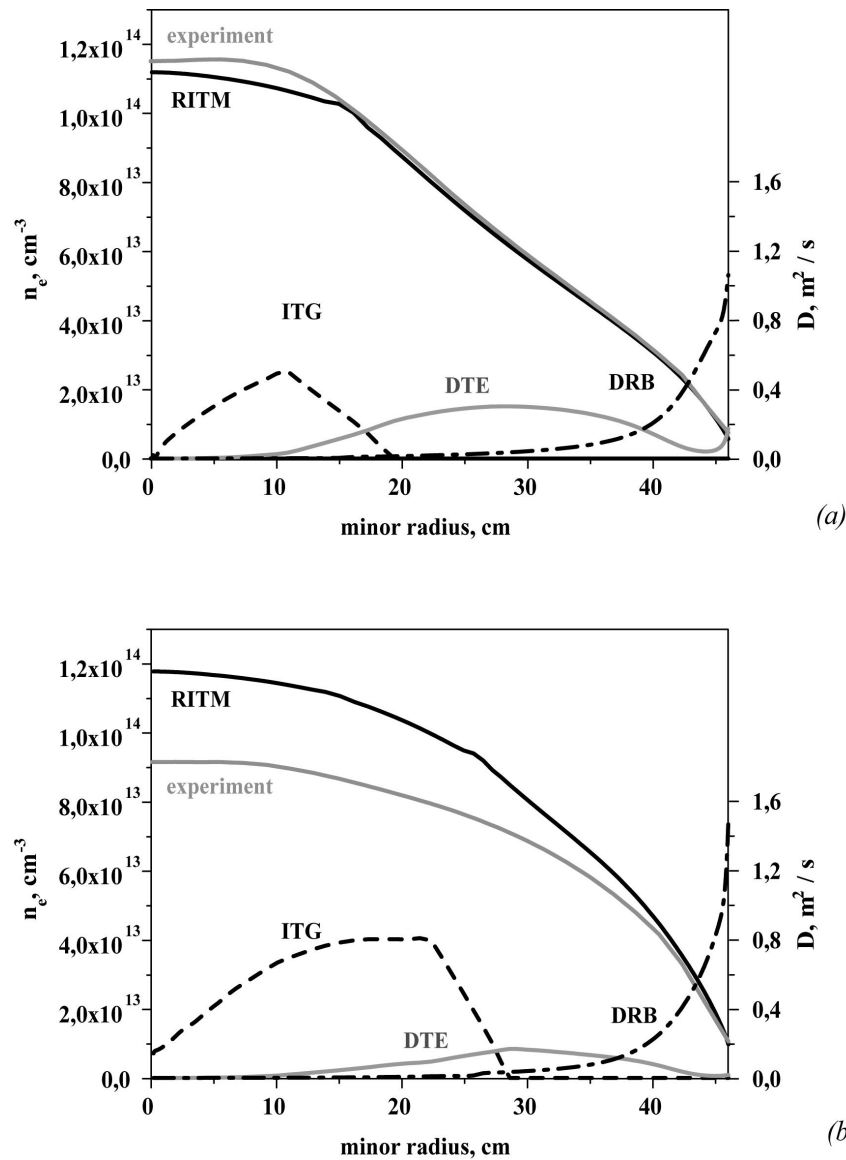 experiment
RITM
ITG
DTE
DRB
1,2x10 14
1,0x10 14
8,0x10 13
6,0x10 13
4,0x10 13
2,0x10 13
0,0
n e, cm-3
1,6
1,2
0,8
0,4
0,0
D, m2 / s
0 10 20 30 40
minor radius, cm
(a)
RITM
experiment
ITG
DTE
DRB
1,2x10 14
1,0x10 14
8,0x10 13
6,0x10 13
4,0x10 13
2,0x10 13
0,0
n e, cm-3
1,6
1,2
0,8
0,4
0,0
D, m2 / s
0 10 20 30 40
minor radius, cm
(b